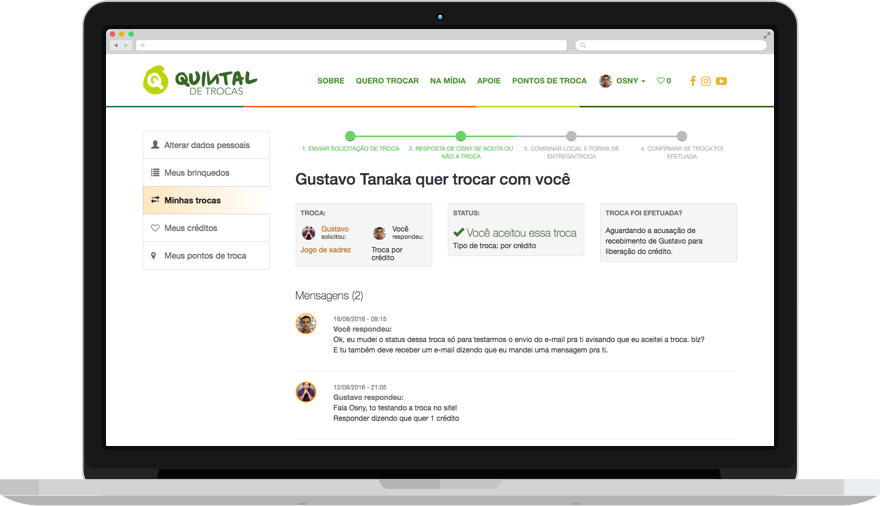 QUINTAL
DE TROCAS
SOBRE QUERO TROCAR NA MÍDIA APOIE PONTOS DE TROCA OSNY 0
Alterar dados pessoais
Meus brinquedos
Minhas trocas
Meus créditos
Meus pontos de troca
1. ENVIAR SOLICITAÇÃO DE TROCA
2. RESPOSTA DE OSNY SE ACEITA OU
NÃO A TROCA
3. COMBINAR LOCAL E FORMA DE
ENTREGA/TROCA
4. CONFIRMAR SE TROCA FOI
EFETUADA
Gustavo Tanaka quer trocar com você
TROCA:
Gustavo
solicitou:
Jogo de xadrez
Você
respondeu:
Troca por
crédito
STATUS:
Você aceitou essa troca
Tipo de troca: por crédito
TROCA FOI EFETUADA?
Aguardando a acusação de
recebimento de Gustavo para
liberação do crédito.
Mensagens (2)
18/08/2016 - 09:15
Você respondeu:
Ok, eu mudei o status dessa troca só para testarmos o envio do e-mail pra ti avisando que eu aceitei a troca. blz?
E tu também deve receber um e-mail dizendo que eu mandei uma mensagem pra ti.
12/08/2016 - 21:05
Gustavo respondeu:
Fala Osny, to testando a troca no site!
Responder dizendo que quer 1 crédito